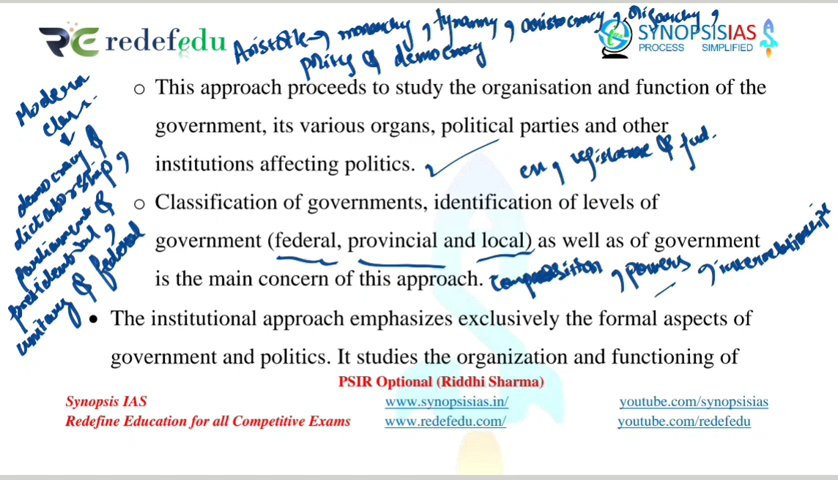 redefedu
Aristotle → monarchy, tyranny, aristocracy, oligarchy,
polity & democracy
SYNOPSISIAS
PROCESS SIMPLIFIED
Modern
class.
democracy &
dictatorship,
parliament &
presidential,
unitary & federal
o This approach proceeds to study the organisation and function of the
government, its various organs, political parties and other
institutions affecting politics.
legislature & jud.
o Classification of governments, identification of levels of
government (federal, provincial and local) as well as of government
is the main concern of this approach.
composition, powers, interrelationship
• The institutional approach emphasizes exclusively the formal aspects of
government and politics. It studies the organization and functioning of
PSIR Optional (Riddhi Sharma)
Synopsis IAS www.synopsisias.in/ youtube.com/synopsisias
Redefine Education for all Competitive Exams www.redefedu.com/ youtube.com/redefedu